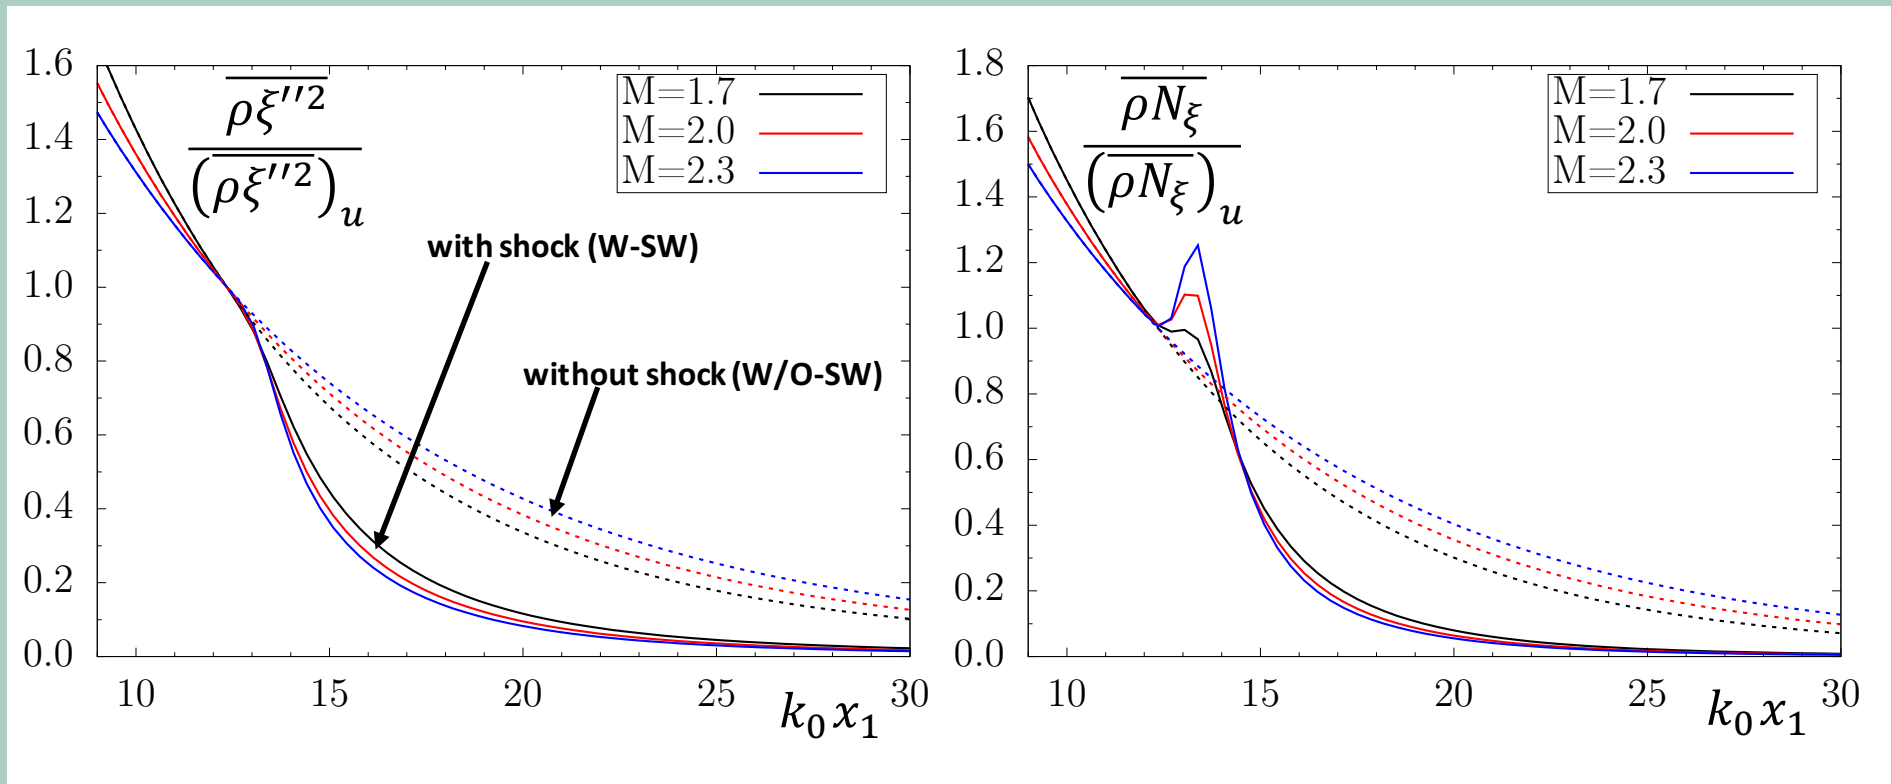 1.6
1.4
1.2
1.0
0.8
0.6
0.4
0.2
0.0
10 15 20 25 30
k₀x₁
ρξ″²
(ρξ″²)ᵤ
M=1.7
M=2.0
M=2.3
with shock (W-SW)
without shock (W/O-SW)
1.8
1.6
1.4
1.2
1.0
0.8
0.6
0.4
0.2
0.0
10 15 20 25 30
k₀x₁
ρN_ξ
(ρN_ξ)ᵤ
M=1.7
M=2.0
M=2.3